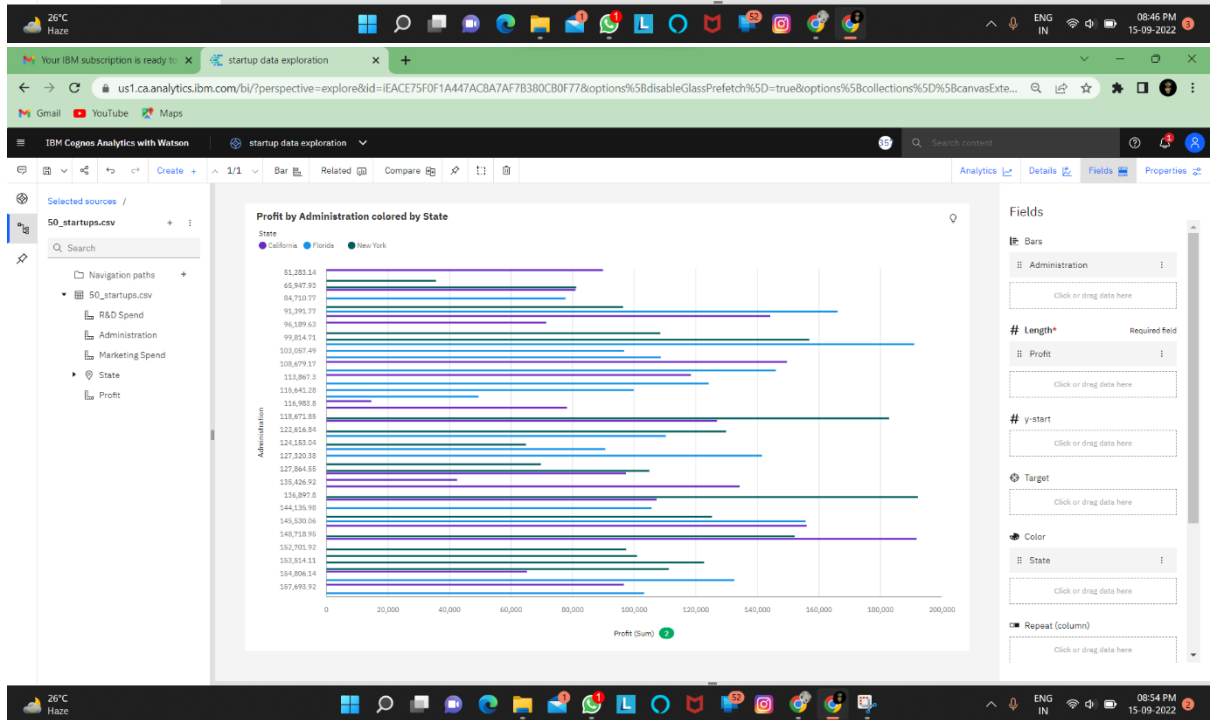 26°C
Haze
52
L
ENG
IN
08:46 PM
15-09-2022
3
Your IBM subscription is ready to
startup data exploration
us1.ca.analytics.ibm.com/bi/?perspective=explore&id=iEACE75F0F1A447AC8A7AF7B380CB0F77&options%5BdisableGlassPrefetch%5D=true&options%5Bcollections%5D%5BcanvasExte...
Gmail YouTube Maps
IBM Cognos Analytics with Watson
startup data exploration
Search content
Create +
1/1
Bar
Related
Compare
Analytics
Details
Fields
Properties
Selected sources /
50_startups.csv
Search
Navigation paths
50_startups.csv
R&D Spend
Administration
Marketing Spend
State
Profit
Profit by Administration colored by State
State
California Florida New York
Administration
51,283.14
65,947.93
84,710.77
91,391.77
96,189.63
99,814.71
103,057.49
108,679.17
113,867.3
115,641.28
116,983.8
118,671.85
122,616.84
124,153.04
127,320.38
127,864.55
135,426.92
136,897.8
144,135.98
145,530.06
148,718.95
152,701.92
153,514.11
154,806.14
157,693.92
0 20,000 40,000 60,000 80,000 100,000 120,000 140,000 160,000 180,000 200,000
Profit (Sum) 2
Fields
Bars
Administration
Click or drag data here
# Length* Required field
Profit
Click or drag data here
# y-start
Click or drag data here
Target
Click or drag data here
Color
State
Click or drag data here
Repeat (column)
Click or drag data here
26°C
Haze
52
L
ENG
IN
08:54 PM
15-09-2022
2